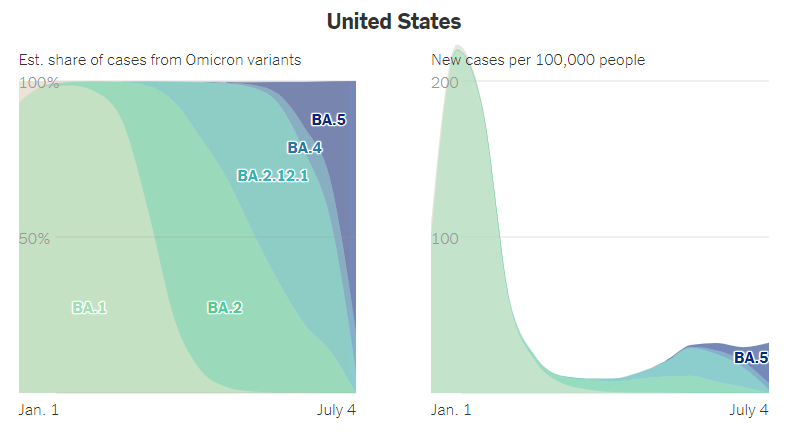 United States
Est. share of cases from Omicron variants
100%
50%
BA.5
BA.4
BA.2.12.1
BA.1
BA.2
Jan. 1
July 4
New cases per 100,000 people
200
100
BA.5
Jan. 1
July 4